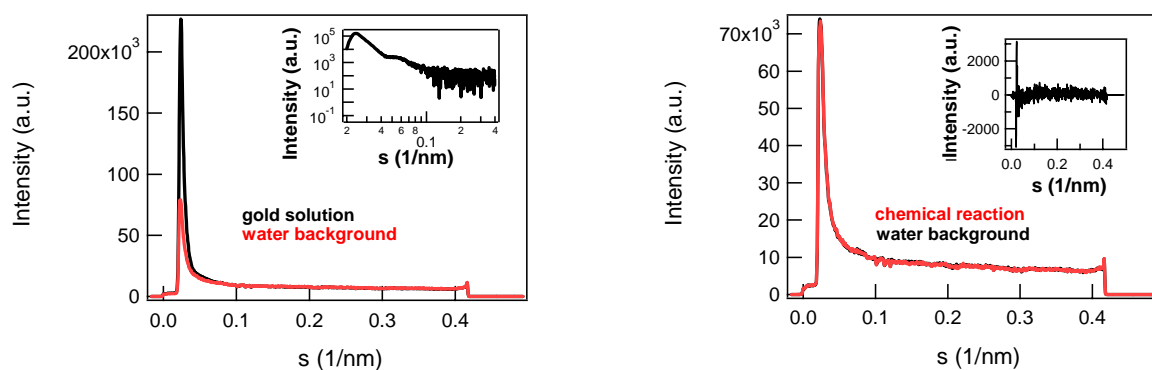 Intensity (a.u.)
200x10³
150
100
50
0
0.0 0.1 0.2 0.3 0.4
s (1/nm)
gold solution
water background
Intensity (a.u.)
10⁵
10³
10¹
10⁻¹
2 4 6 8 0.1 2 4
s (1/nm)
Intensity (a.u.)
70x10³
60
50
40
30
20
10
0
0.0 0.1 0.2 0.3 0.4
s (1/nm)
chemical reaction
water background
Intensity (a.u.)
2000
0
-2000
0.0 0.2 0.4
s (1/nm)